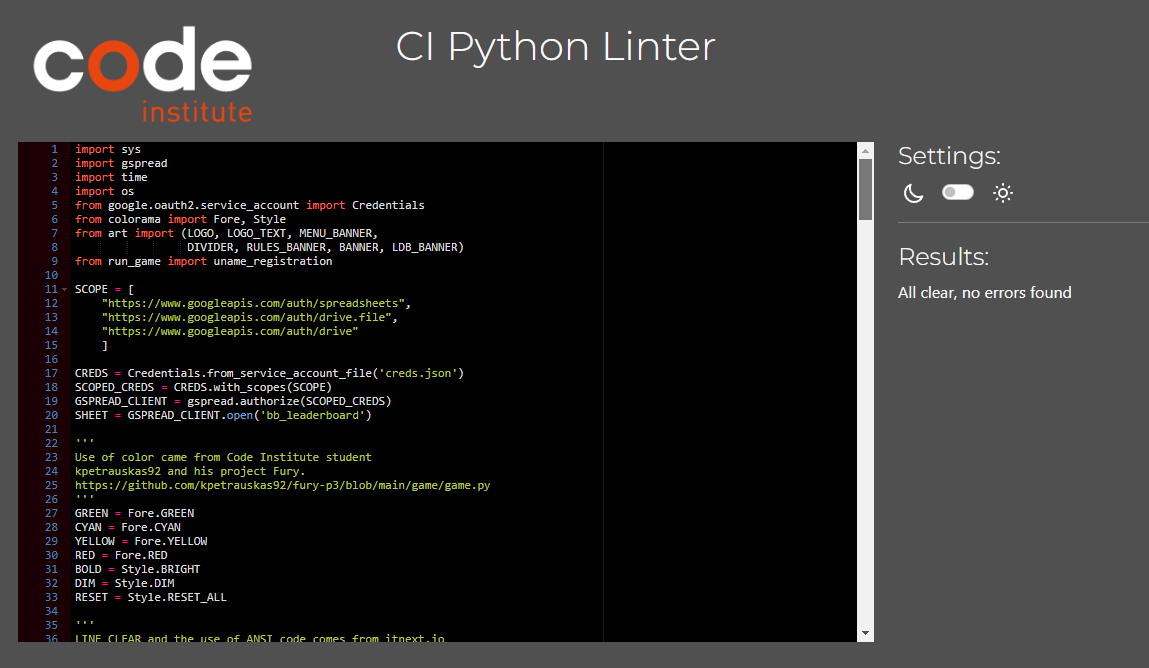 code
institute
CI Python Linter
1 import sys
2 import gspread
3 import time
4 import os
5 from google.oauth2.service_account import Credentials
6 from colorama import Fore, Style
7 from art import (LOGO, LOGO_TEXT, MENU_BANNER,
8                  DIVIDER, RULES_BANNER, BANNER, LDB_BANNER)
9 from run_game import uname_registration
10
11 SCOPE = [
12     "https://www.googleapis.com/auth/spreadsheets",
13     "https://www.googleapis.com/auth/drive.file",
14     "https://www.googleapis.com/auth/drive"
15     ]
16
17 CREDS = Credentials.from_service_account_file('creds.json')
18 SCOPED_CREDS = CREDS.with_scopes(SCOPE)
19 GSPREAD_CLIENT = gspread.authorize(SCOPED_CREDS)
20 SHEET = GSPREAD_CLIENT.open('bb_leaderboard')
21
22 '''
23 Use of color came from Code Institute student
24 kpetrauskas92 and his project Fury.
25 https://github.com/kpetrauskas92/fury-p3/blob/main/game/game.py
26 '''
27 GREEN = Fore.GREEN
28 CYAN = Fore.CYAN
29 YELLOW = Fore.YELLOW
30 RED = Fore.RED
31 BOLD = Style.BRIGHT
32 DIM = Style.DIM
33 RESET = Style.RESET_ALL
34
35 '''
36 LINE_CLEAR and the use of ANSI code comes from itnext.io
Settings:
Results:
All clear, no errors found